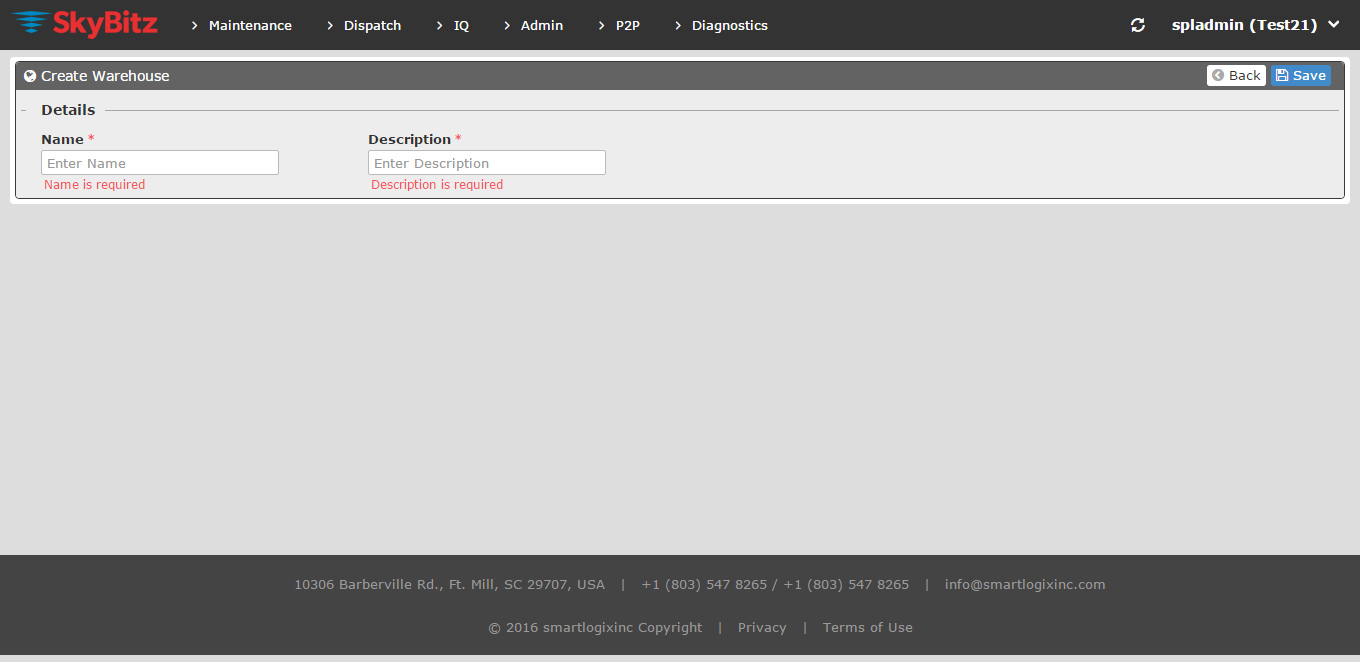 SkyBitz Maintenance Dispatch IQ Admin P2P Diagnostics spladmin (Test21)
Create Warehouse Back Save
Details
Name * Description *
Enter Name Enter Description
Name is required Description is required
10306 Barberville Rd., Ft. Mill, SC 29707, USA | +1 (803) 547 8265 / +1 (803) 547 8265 | info@smartlogixinc.com
© 2016 smartlogixinc Copyright | Privacy | Terms of Use